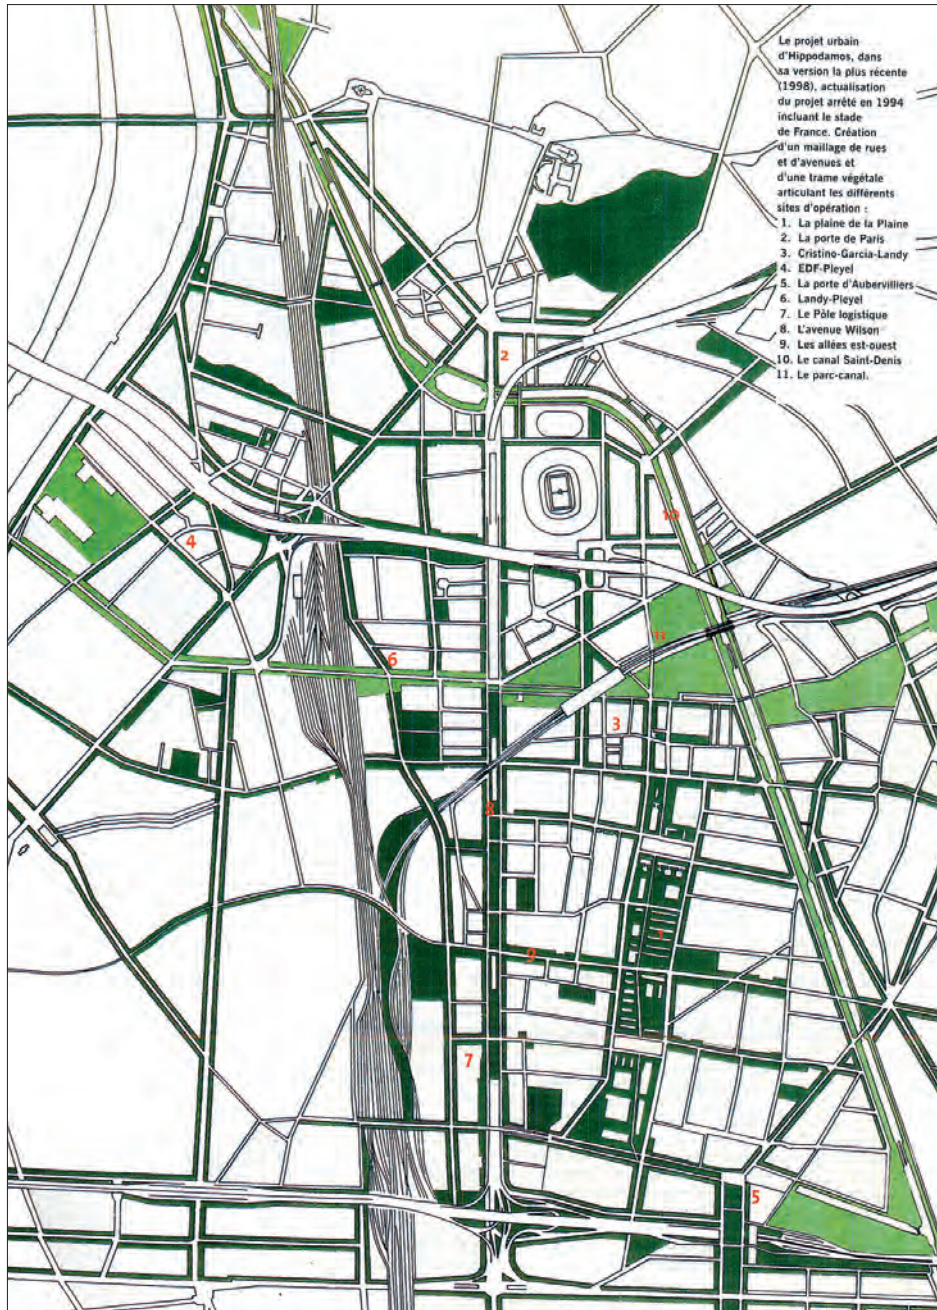 Le projet urbain
d'Hippodamos, dans
sa version la plus récente
(1998), actualisation
du projet arrêté en 1994
incluant le stade
de France. Création
d'un maillage de rues
et d'avenues et
d'une trame végétale
articulant les différents
sites d'opération :
1. La plaine de la Plaine
2. La porte de Paris
3. Cristino-Garcia-Landy
4. EDF-Pleyel
5. La porte d'Aubervilliers
6. Landy-Pleyel
7. Le Pôle logistique
8. L'avenue Wilson
9. Les allées est-ouest
10. Le canal Saint-Denis
11. Le parc-canal.
2
10
4
11
6
3
8
1
9
7
5